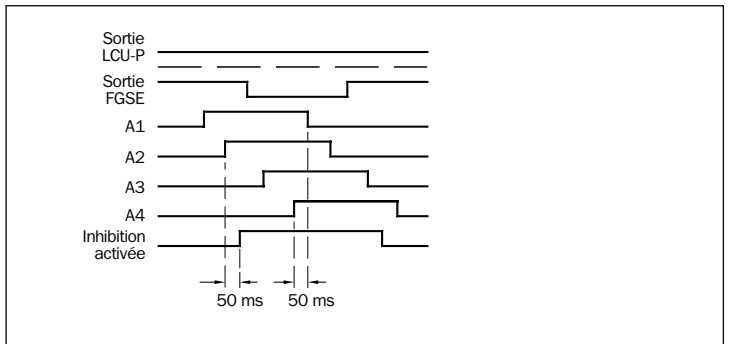 Sortie
LCU-P
Sortie
FGSE
A1
A2
A3
A4
Inhibition
activée
50 ms 50 ms